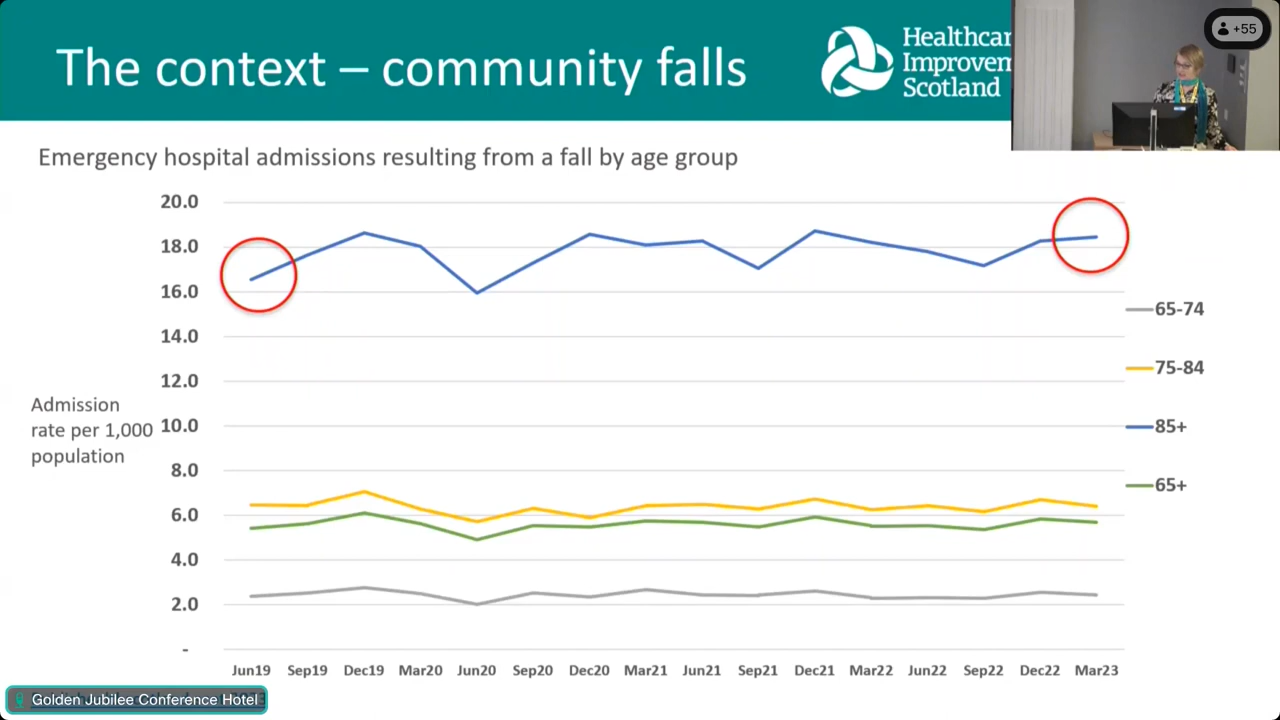 The context – community falls
Healthcar
Improvem
Scotland
+55
Emergency hospital admissions resulting from a fall by age group
20.0
18.0
16.0
14.0
12.0
10.0
8.0
6.0
4.0
2.0
-
Admission
rate per 1,000
population
65-74
75-84
85+
65+
Jun19 Sep19 Dec19 Mar20 Jun20 Sep20 Dec20 Mar21 Jun21 Sep21 Dec21 Mar22 Jun22 Sep22 Dec22 Mar23
Golden Jubilee Conference Hotel